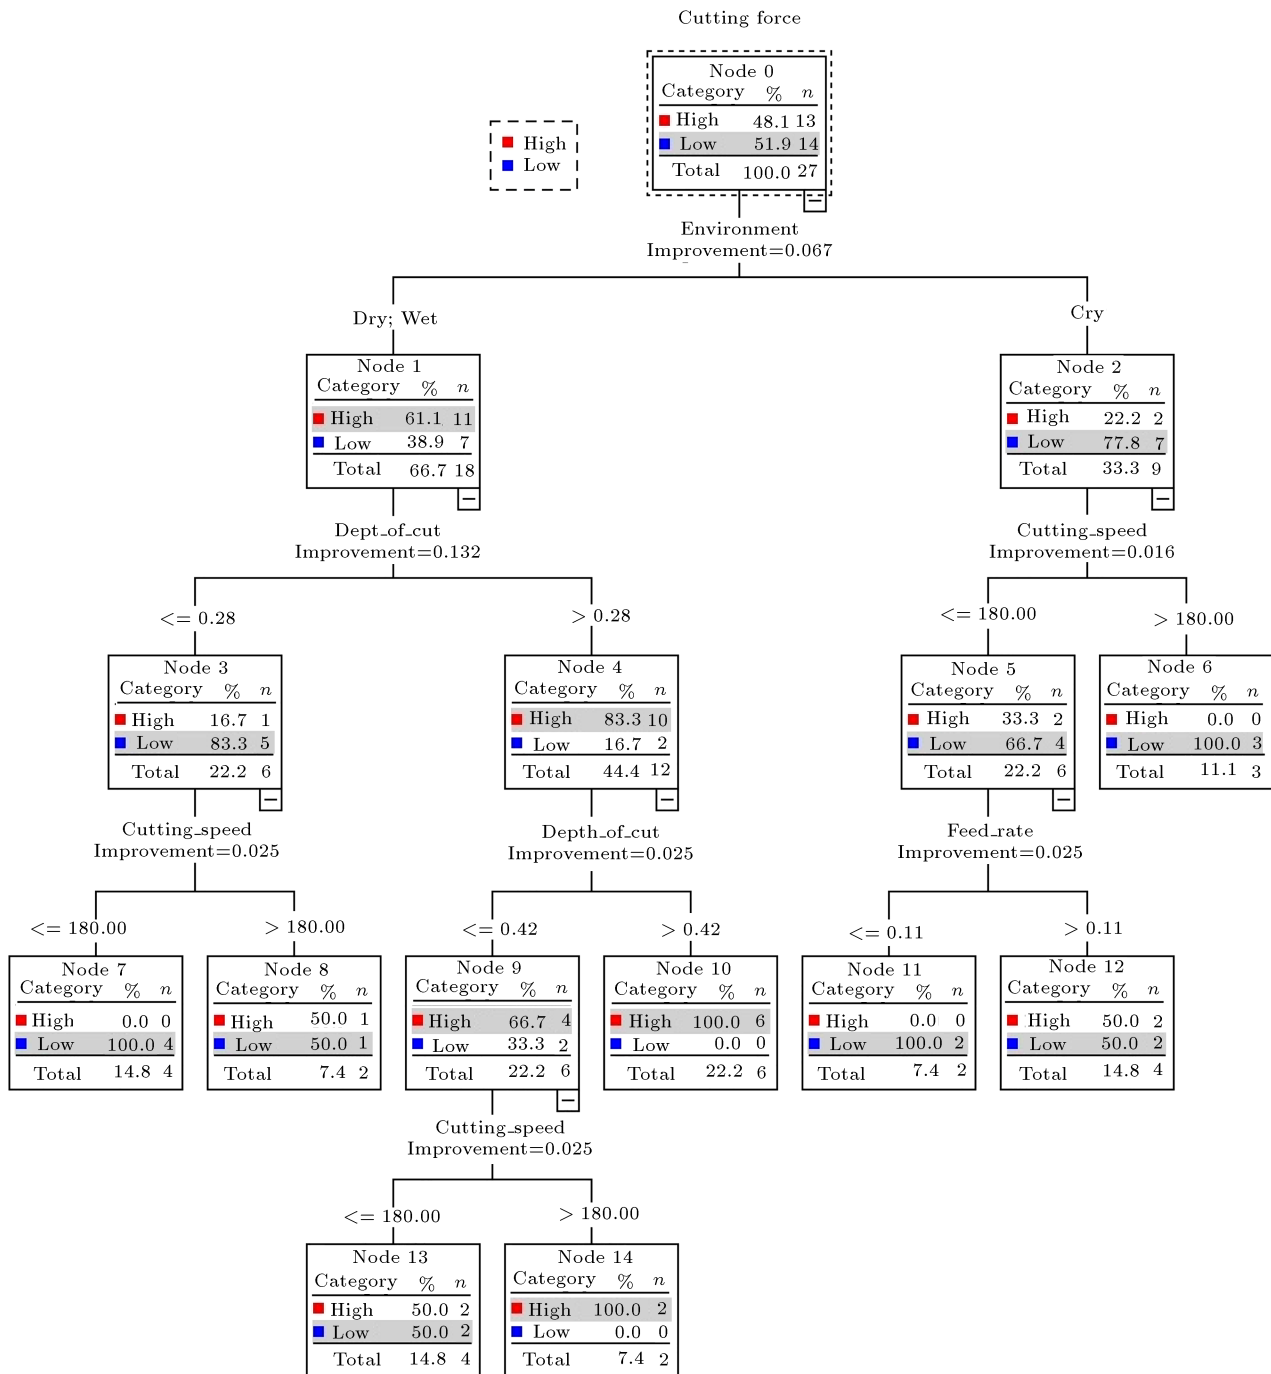 Cutting force
Node 0
Category % n
High 48.1 13
Low 51.9 14
Total 100.0 27
High
Low
Environment
Improvement=0.067
Dry; Wet
Cry
Node 1
Category % n
High 61.1 11
Low 38.9 7
Total 66.7 18
Node 2
Category % n
High 22.2 2
Low 77.8 7
Total 33.3 9
Dept_of_cut
Improvement=0.132
Cutting_speed
Improvement=0.016
<= 0.28
> 0.28
<= 180.00
> 180.00
Node 3
Category % n
High 16.7 1
Low 83.3 5
Total 22.2 6
Node 4
Category % n
High 83.3 10
Low 16.7 2
Total 44.4 12
Node 5
Category % n
High 33.3 2
Low 66.7 4
Total 22.2 6
Node 6
Category % n
High 0.0 0
Low 100.0 3
Total 11.1 3
Cutting_speed
Improvement=0.025
Depth_of_cut
Improvement=0.025
Feed_rate
Improvement=0.025
<= 180.00
> 180.00
<= 0.42
> 0.42
<= 0.11
> 0.11
Node 7
Category % n
High 0.0 0
Low 100.0 4
Total 14.8 4
Node 8
Category % n
High 50.0 1
Low 50.0 1
Total 7.4 2
Node 9
Category % n
High 66.7 4
Low 33.3 2
Total 22.2 6
Node 10
Category % n
High 100.0 6
Low 0.0 0
Total 22.2 6
Node 11
Category % n
High 0.0 0
Low 100.0 2
Total 7.4 2
Node 12
Category % n
High 50.0 2
Low 50.0 2
Total 14.8 4
Cutting_speed
Improvement=0.025
<= 180.00
> 180.00
Node 13
Category % n
High 50.0 2
Low 50.0 2
Total 14.8 4
Node 14
Category % n
High 100.0 2
Low 0.0 0
Total 7.4 2